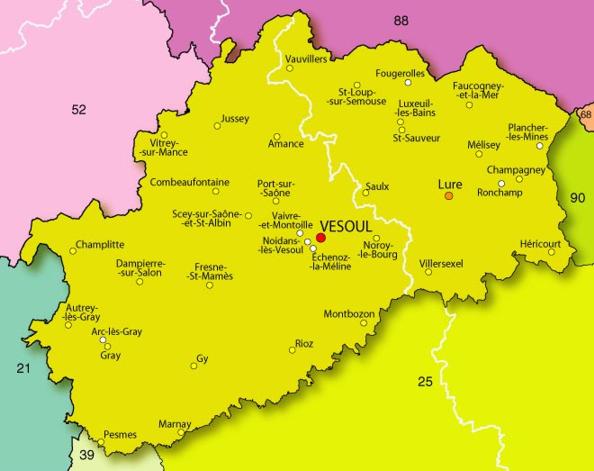 88
52
Vauvillers
Fougerolles
St-Loup-
-sur-Semouse
Faucogney-
-et-la-Mer
Luxeuil-
-les-Bains
68
Jussey
St-Sauveur
Plancher-
-les-Mines
Vitrey-
-sur-Mance
Amance
Mélisey
Combeaufontaine
Port-sur-
-Saône
Saulx
Lure
Champagney
Ronchamp
90
Scey-sur-Saône-
-et-St-Albin
Vaivre-
-et-Montoille
VESOUL
Noidans-
-lès-Vesoul
Échenoz-
-la-Méline
Noroy-
-le-Bourg
Héricourt
Champlitte
Dampierre-
-sur-Salon
Fresne-
-St-Mamès
Villersexel
Autrey-
-lès-Gray
Montbozon
Arc-lès-Gray
Gray
Rioz
21
Gy
25
Marnay
Pesmes
39